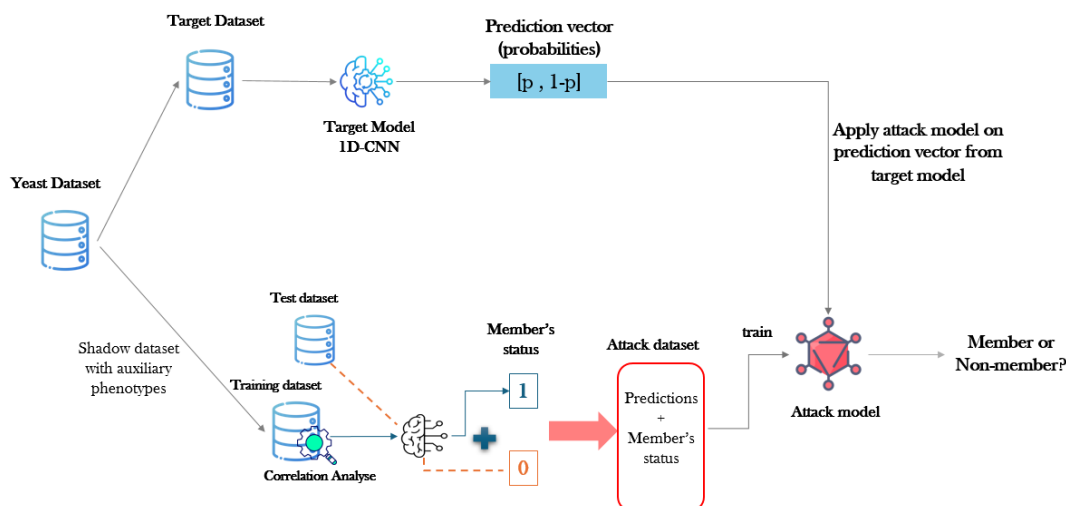 Target Dataset
Prediction vector
(probabilities)
[p , 1-p]
Target Model
1D-CNN
Apply attack model on
prediction vector from
target model
Yeast Dataset
Test dataset
Shadow dataset
with auxiliary
phenotypes
Training dataset
Correlation Analyse
Member's
status
1
0
Attack dataset
Predictions
+
Member's
status
train
Attack model
Member or
Non-member?